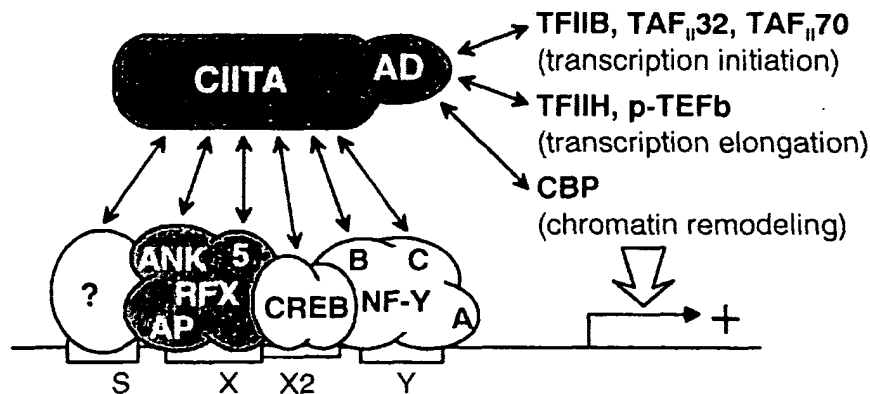 TFIIB, TAFII32, TAFII70
(transcription initiation)
CIITA
AD
TFIIH, p-TEFb
(transcription elongation)
CBP
(chromatin remodeling)
?
ANK
5
RFX
AP
CREB
B
C
NF-Y
A
+
S
X
X2
Y